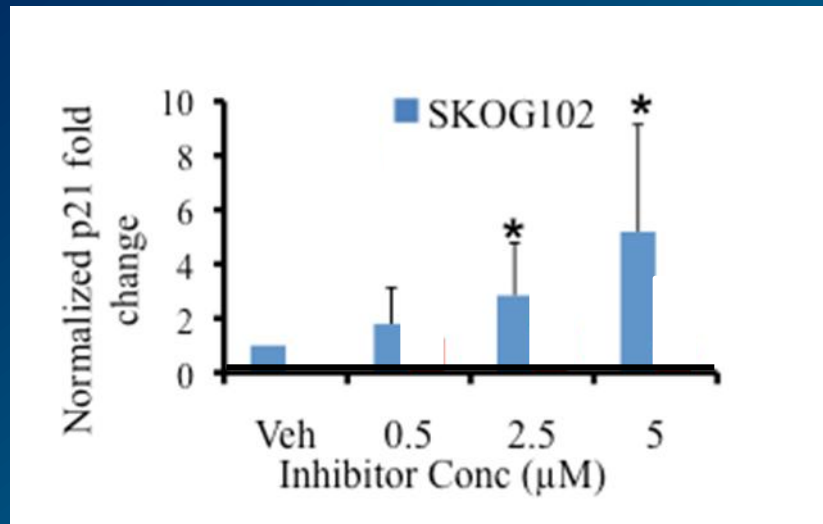 Normalized p21 fold
change
10
8
6
4
2
0
SKOG102
*
*
Veh 0.5 2.5 5
Inhibitor Conc (µM)